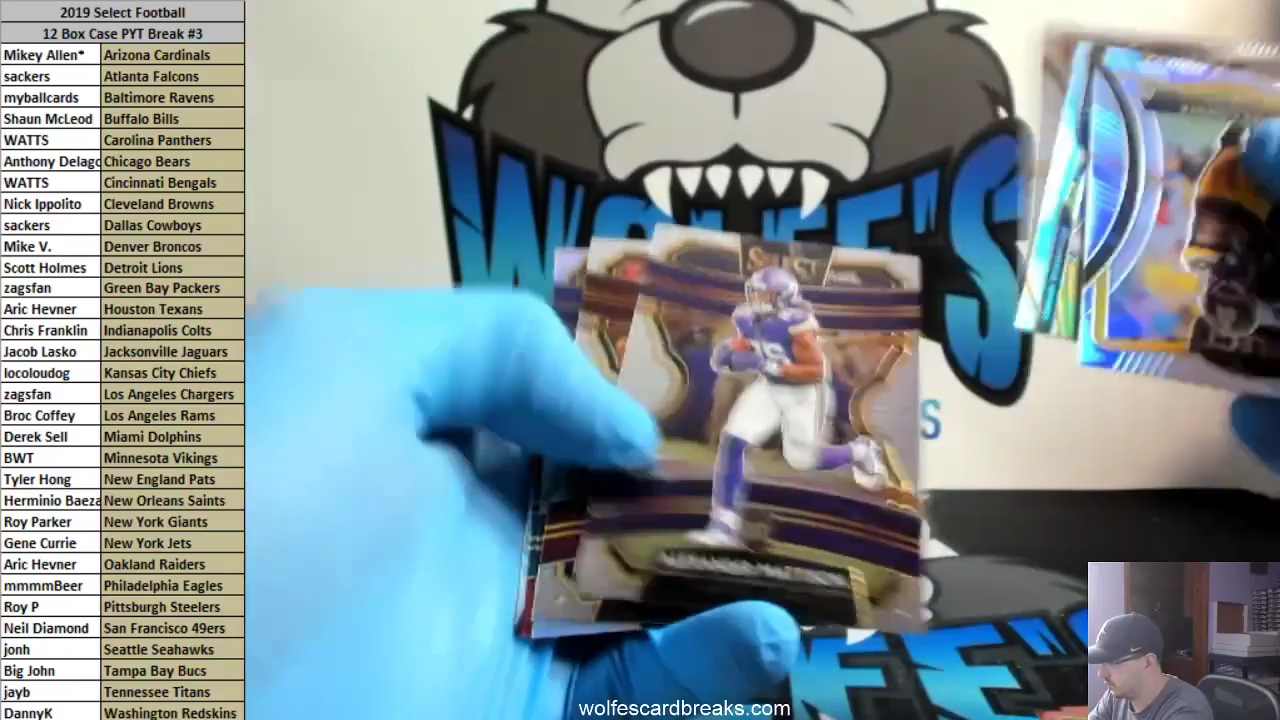 2019 Select Football
12 Box Case PYT Break #3
Mikey Allen* Arizona Cardinals
sackers Atlanta Falcons
myballcards Baltimore Ravens
Shaun McLeod Buffalo Bills
WATTS Carolina Panthers
Anthony Delago Chicago Bears
WATTS Cincinnati Bengals
Nick Ippolito Cleveland Browns
sackers Dallas Cowboys
Mike V. Denver Broncos
Scott Holmes Detroit Lions
zagsfan Green Bay Packers
Aric Hevner Houston Texans
Chris Franklin Indianapolis Colts
Jacob Lasko Jacksonville Jaguars
locoloudog Kansas City Chiefs
zagsfan Los Angeles Chargers
Broc Coffey Los Angeles Rams
Derek Sell Miami Dolphins
BWT Minnesota Vikings
Tyler Hong New England Pats
Herminio Baeza New Orleans Saints
Roy Parker New York Giants
Gene Currie New York Jets
Aric Hevner Oakland Raiders
mmmmBeer Philadelphia Eagles
Roy P Pittsburgh Steelers
Neil Diamond San Francisco 49ers
jonh Seattle Seahawks
Big John Tampa Bay Bucs
jayb Tennessee Titans
DannyK Washington Redskins
WOLFE'S
SELECT
wolfescardbreaks.com